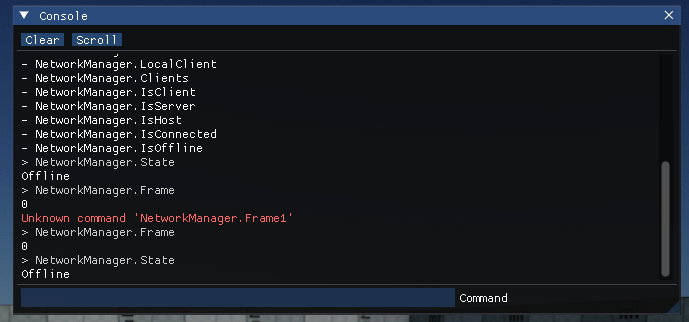 Console
Clear Scroll
- NetworkManager.LocalClient
- NetworkManager.Clients
- NetworkManager.IsClient
- NetworkManager.IsServer
- NetworkManager.IsHost
- NetworkManager.IsConnected
- NetworkManager.IsOffline
> NetworkManager.State
Offline
> NetworkManager.Frame
0
Unknown command 'NetworkManager.Frame1'
> NetworkManager.Frame
0
> NetworkManager.State
Offline
Command